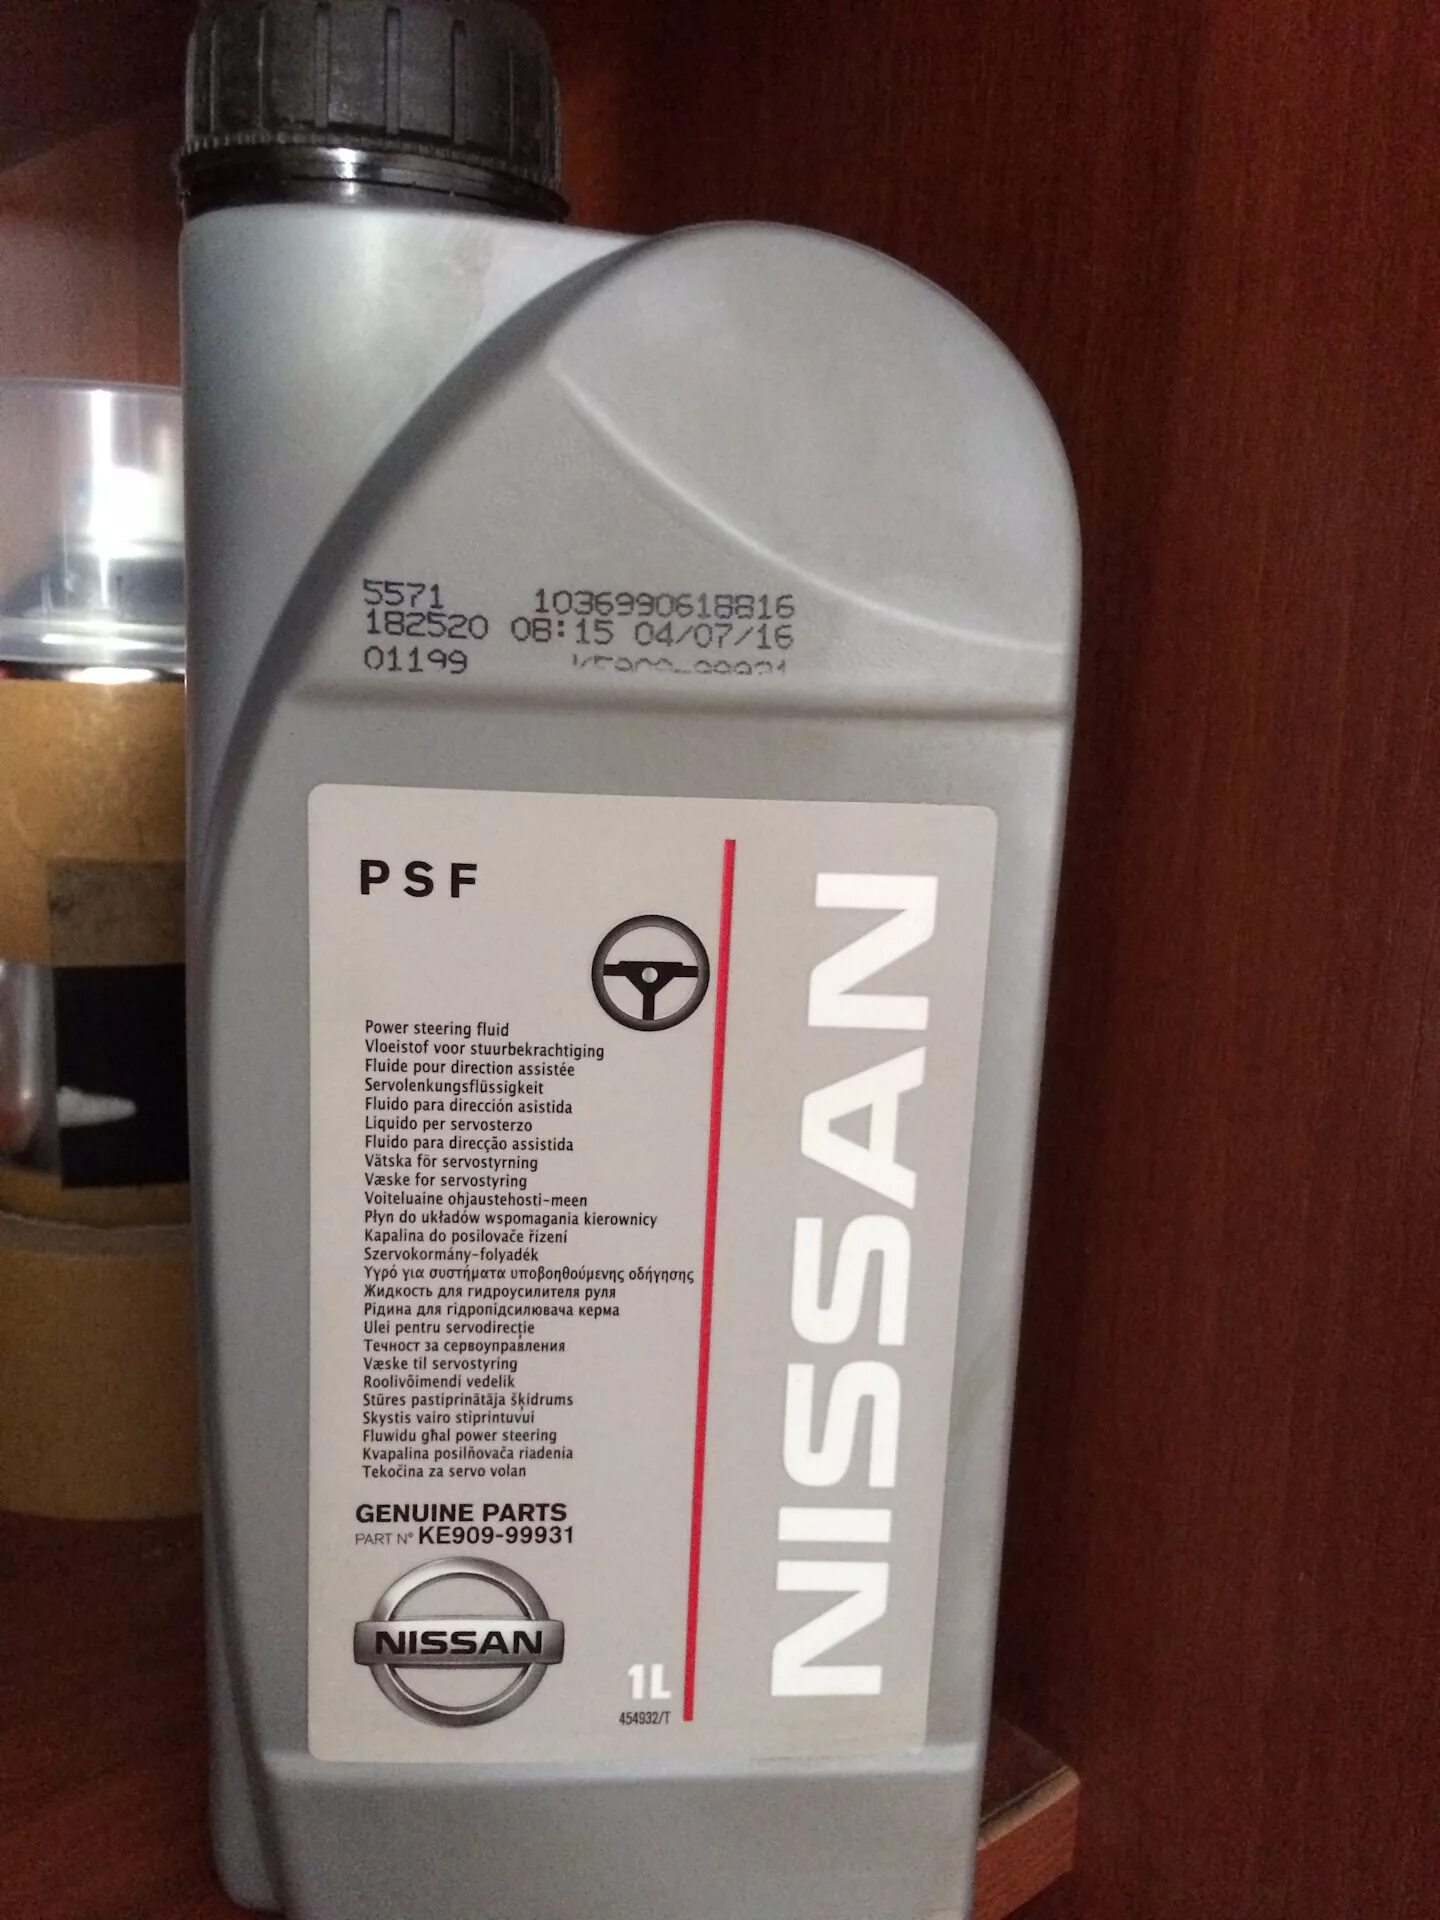 5571 1036990618816
182520 08:15 04/07/16
01199
PSF
Power steering fluid
Vloeistof voor stuurbekrachtiging
Fluide pour direction assistée
Servolenkungsflüssigkeit
Fluido para dirección asistida
Liquido per servosterzo
Fluido para direcção assistida
Vätska för servostyrning
Væske for servostyring
Voiteluaine ohjaustehosti-meen
Płyn do układów wspomagania kierownicy
Kapalina do posilovače řízení
Szervokormány-folyadék
Υγρό για συστήματα υποβοηθούμενης οδήγησης
Жидкость для гидроусилителя руля
Рідина для гідропідсилювача керма
Ulei pentru servodirecție
Течност за сервоуправления
Væske til servostyring
Roolivõimendi vedelik
Stūres pastiprinātāja šķidrums
Skystis vairo stiprintuvui
Fluwidu għal power steering
Kvapalina posilňovača riadenia
Tekočina za servo volan
GENUINE PARTS
PART N° KE909-99931
NISSAN
1L
454932/T
NISSAN